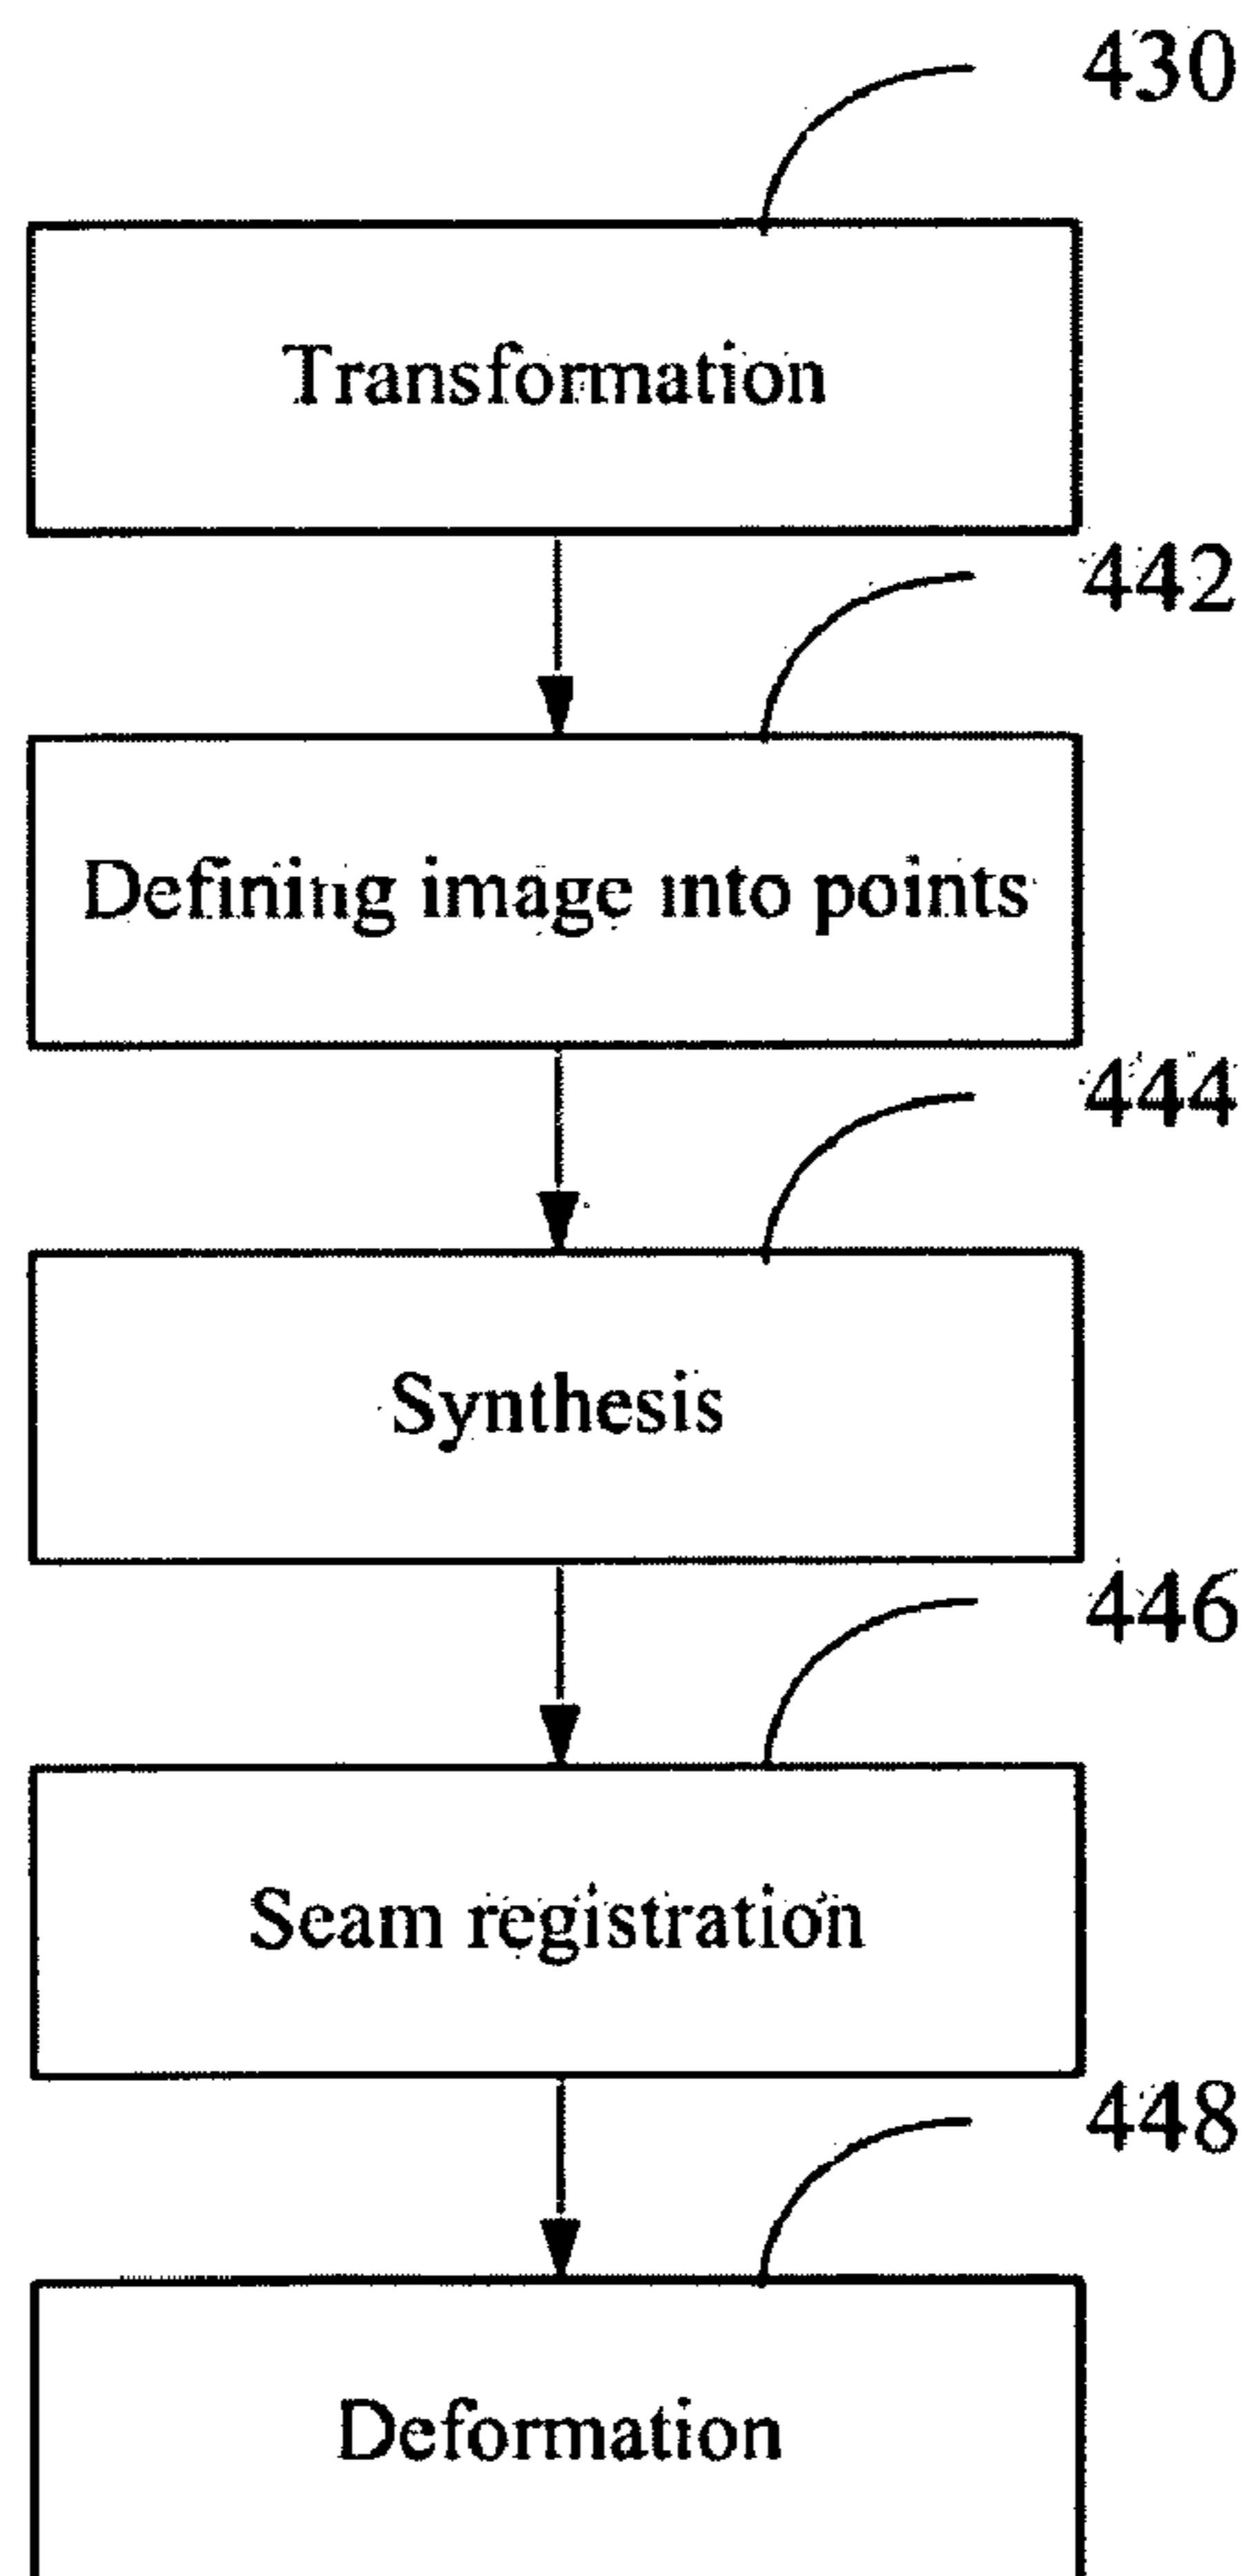 430
Transformation
442
Defining image into points
444
Synthesis
446
Seam registration
448
Deformation